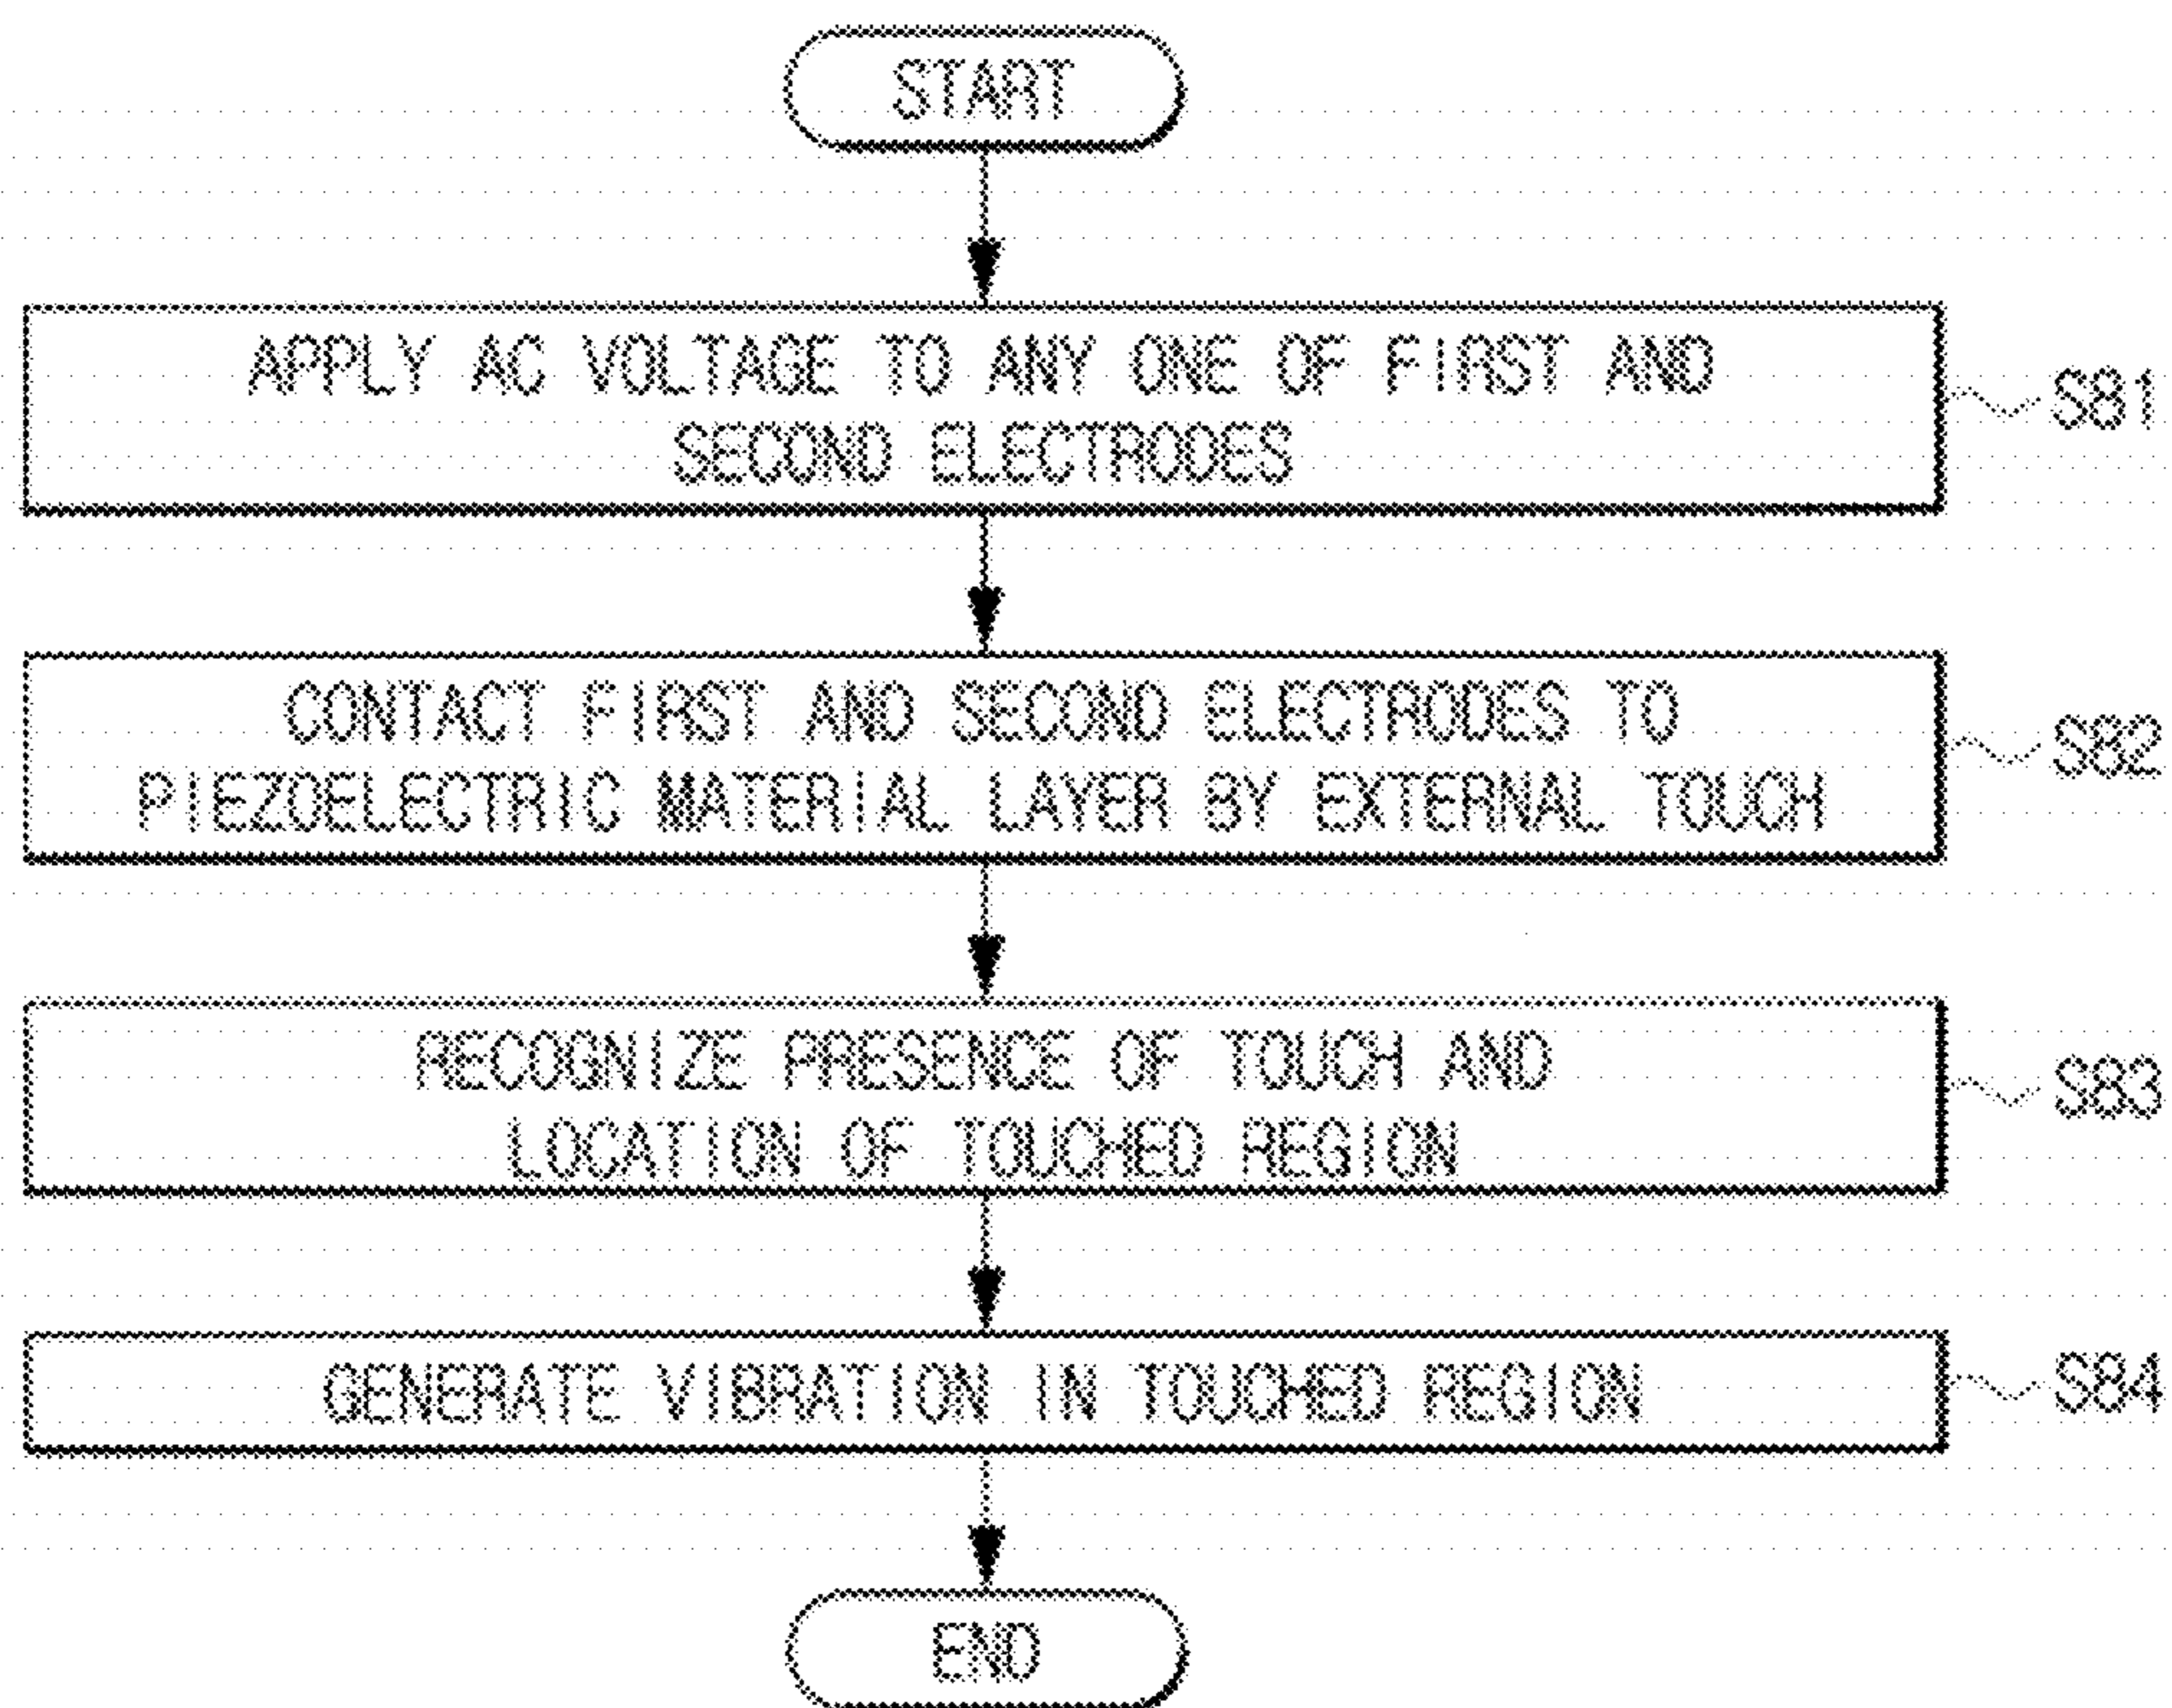 START
APPLY AC VOLTAGE TO ANY ONE OF FIRST AND
SECOND ELECTRODES
S81
CONTACT FIRST AND SECOND ELECTRODES TO
PIEZOELECTRIC MATERIAL LAYER BY EXTERNAL TOUCH
S82
RECOGNIZE PRESENCE OF TOUCH AND
LOCATION OF TOUCHED REGION
S83
GENERATE VIBRATION IN TOUCHED REGION
S84
END